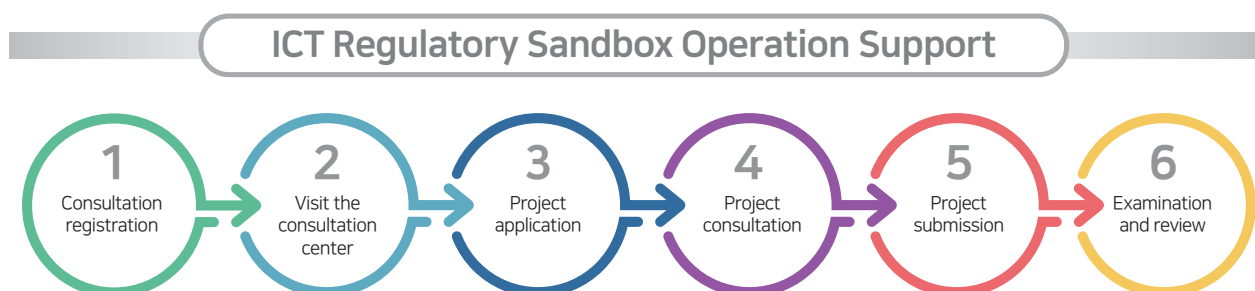 ICT Regulatory Sandbox Operation Support
1
Consultation
registration
2
Visit the
consultation
center
3
Project
application
4
Project
consultation
5
Project
submission
6
Examination
and review